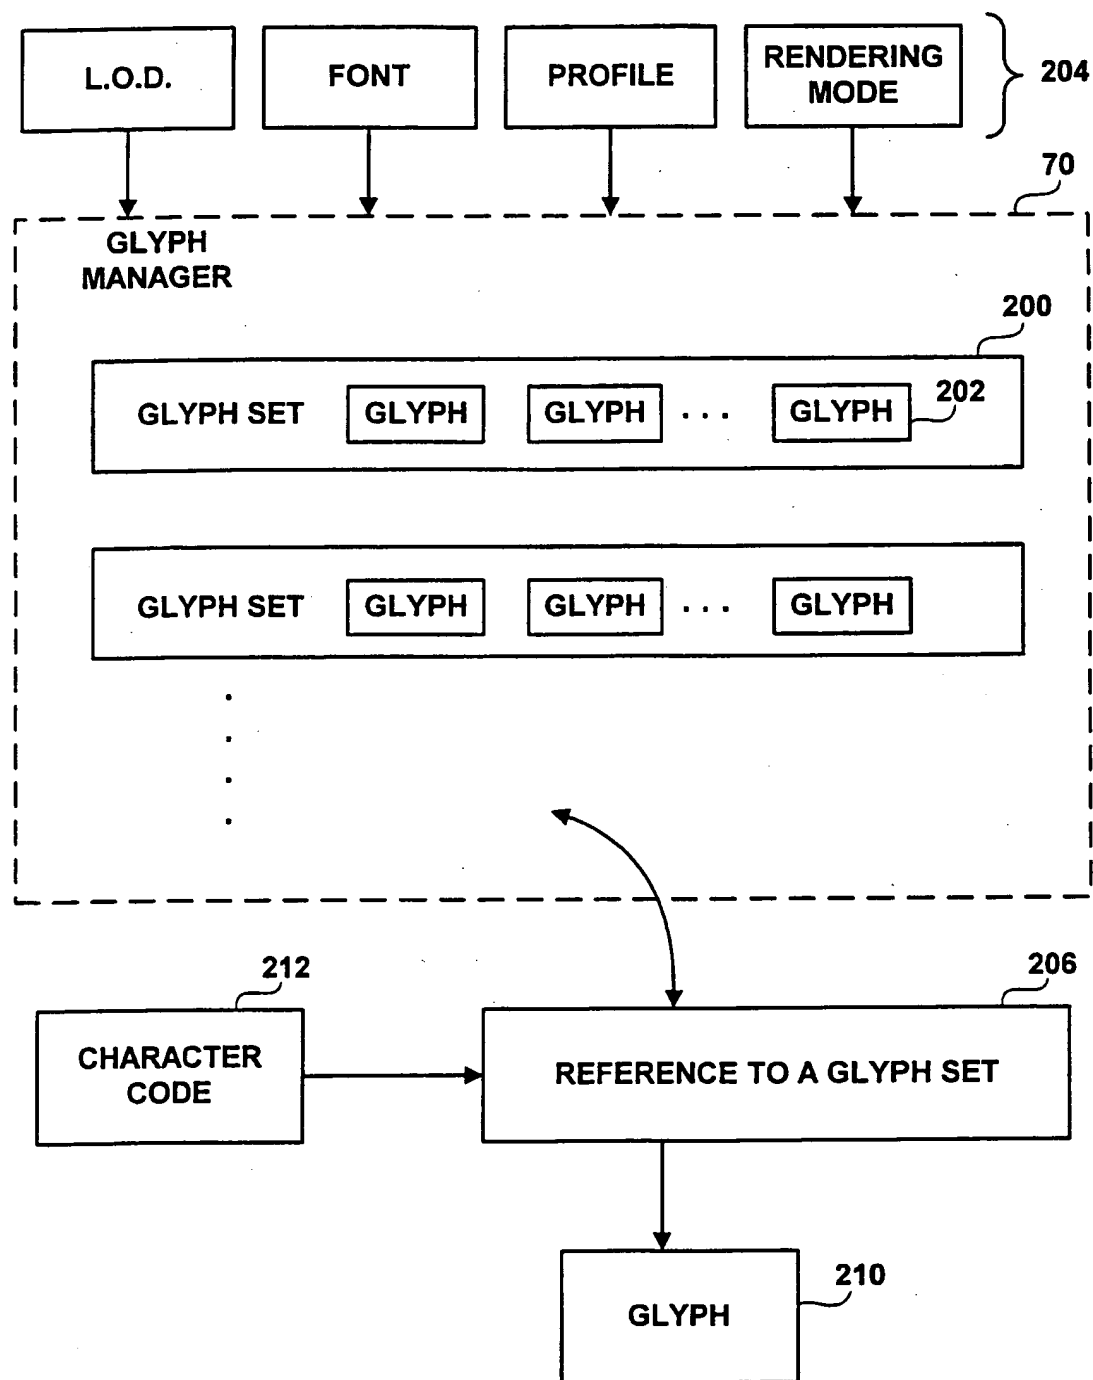 L.O.D.
FONT
PROFILE
RENDERING
MODE
204
70
GLYPH
MANAGER
200
GLYPH SET GLYPH GLYPH . . . GLYPH
202
GLYPH SET GLYPH GLYPH . . . GLYPH
212
206
CHARACTER
CODE
REFERENCE TO A GLYPH SET
210
GLYPH